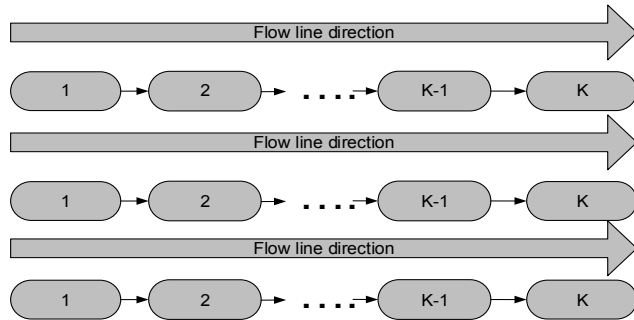 Flow line direction
1 2 .... K-1 K
Flow line direction
1 2 .... K-1 K
Flow line direction
1 2 .... K-1 K